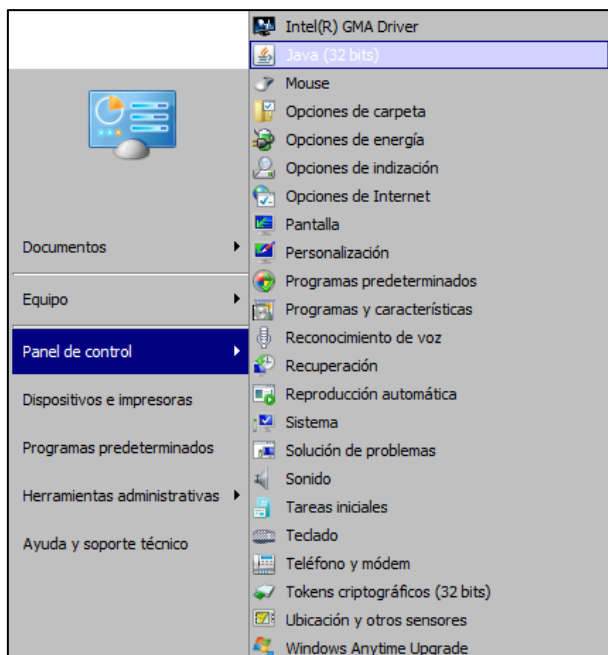 Documentos
Equipo
Panel de control
Dispositivos e impresoras
Programas predeterminados
Herramientas administrativas
Ayuda y soporte técnico
Intel(R) GMA Driver
Java (32 bits)
Mouse
Opciones de carpeta
Opciones de energía
Opciones de indización
Opciones de Internet
Pantalla
Personalización
Programas predeterminados
Programas y características
Reconocimiento de voz
Recuperación
Reproducción automática
Sistema
Solución de problemas
Sonido
Tareas iniciales
Teclado
Teléfono y módem
Tokens criptográficos (32 bits)
Ubicación y otros sensores
Windows Anytime Upgrade